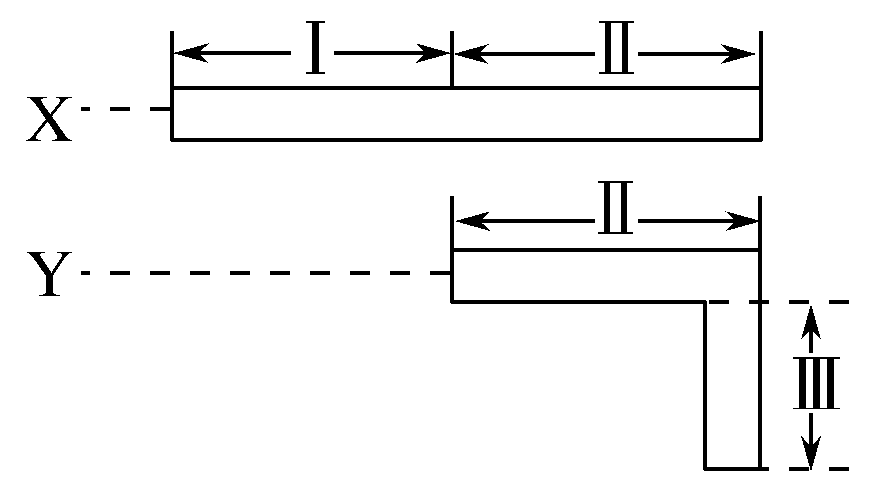 Ⅰ Ⅱ
X
Ⅱ
Y
Ⅲ